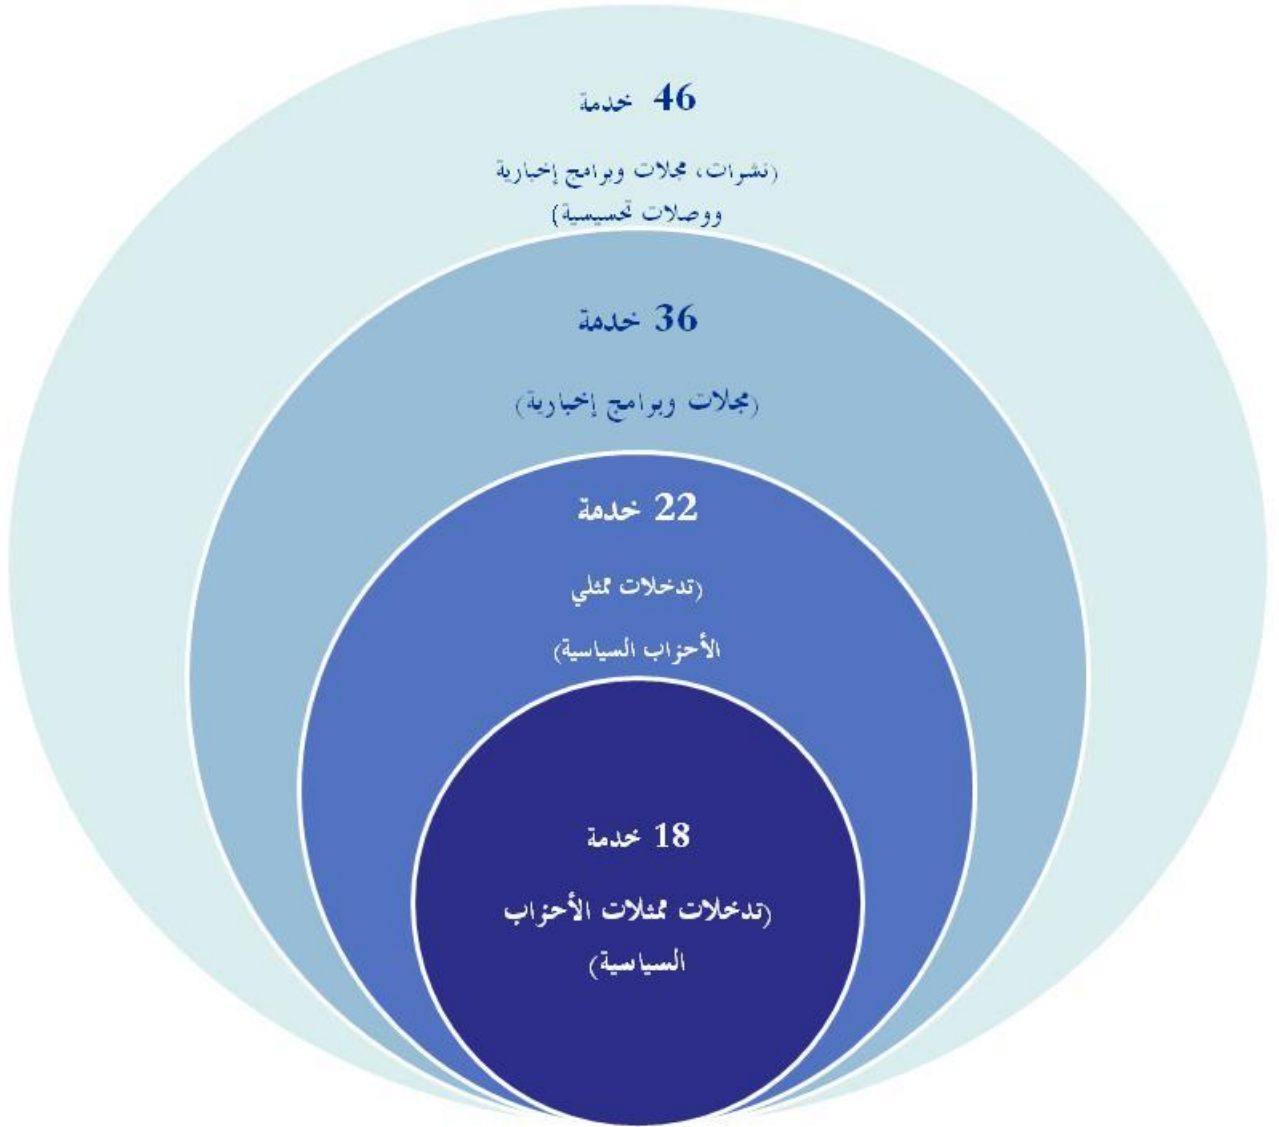 46 خدمة
(نشرات، مجلات وبرامج إخبارية
ووصلات تحسيسية)
36 خدمة
(مجلات وبرامج إخبارية)
22 خدمة
(تدخلات ممثلي
الأحزاب السياسية)
18 خدمة
(تدخلات ممثلات الأحزاب
السياسية)